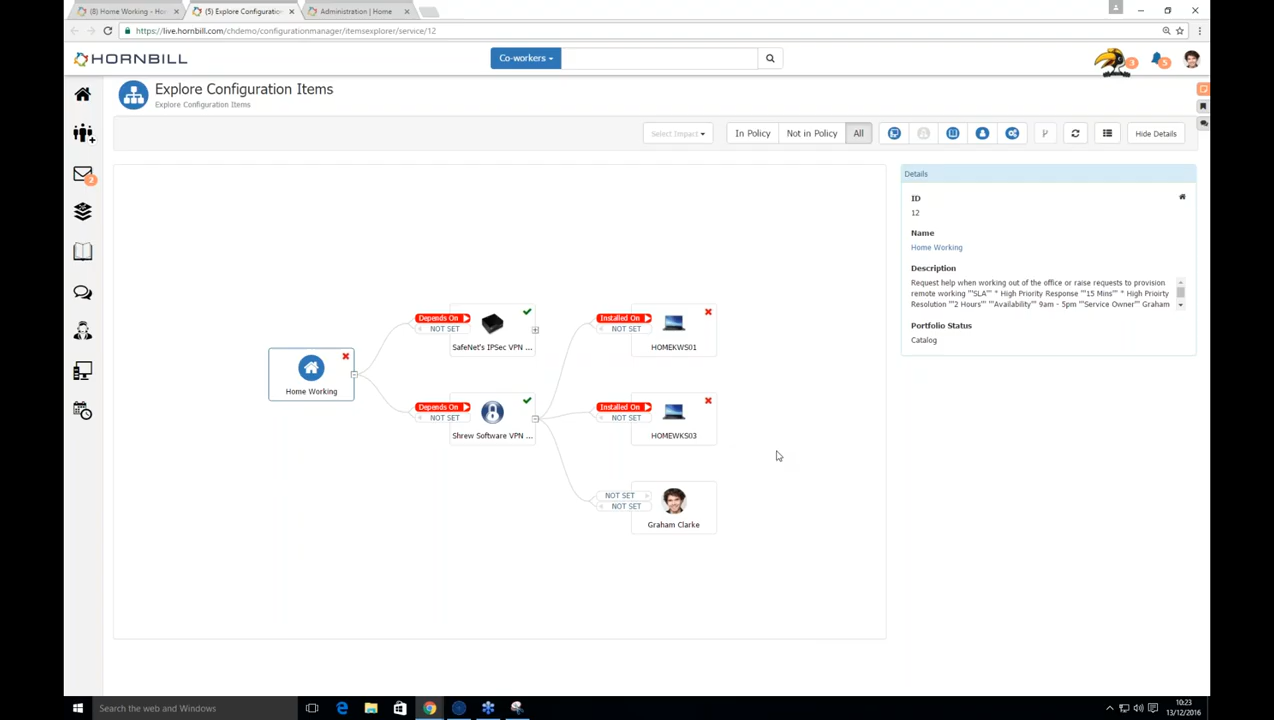 (8) Home Working - Ho
(5) Explore Configuration
Administration | Home
https://live.hornbill.com/chdemo/configurationmanager/itemsexplorer/service/12
HORNBILL
Co-workers
3
5
Explore Configuration Items
Explore Configuration Items
Select Impact
In Policy
Not in Policy
All
Hide Details
2
Details
ID
12
Name
Home Working
Description
Request help when working out of the office or raise requests to provision
remote working '''SLA''' * High Priority Response '''15 Mins''' * High Priority
Resolution '''2 Hours''' '''Availability''' 9am - 5pm '''Service Owner''' Graham
Portfolio Status
Catalog
Depends On
NOT SET
SafeNet's IPSec VPN ...
Installed On
NOT SET
HOMEKWS01
Home Working
Depends On
NOT SET
Shrew Software VPN ...
Installed On
NOT SET
HOMEWKS03
NOT SET
NOT SET
Graham Clarke
Search the web and Windows
10:23
13/12/2016